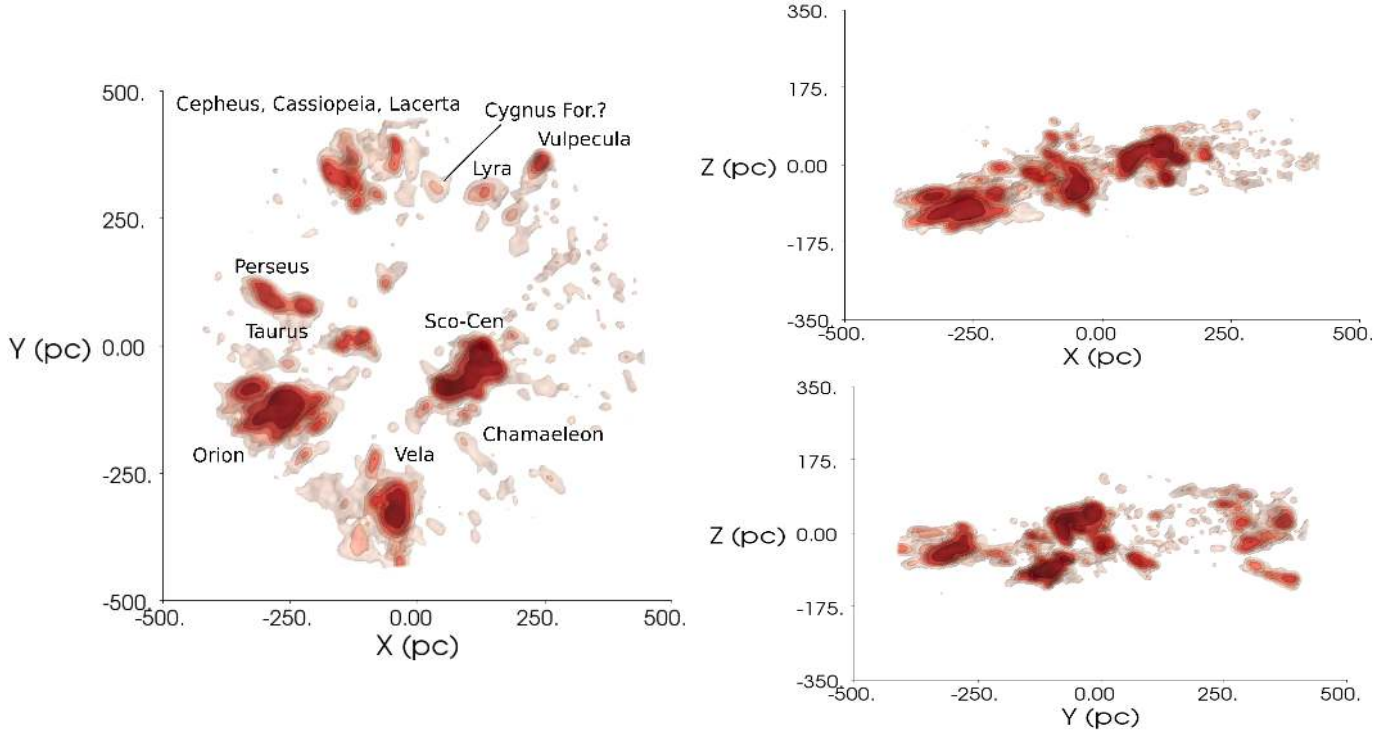 500.
Cepheus, Cassiopeia, Lacerta
Cygnus For.?
Vulpecula
Lyra
250.
Perseus
Taurus
Sco-Cen
Y (pc)
0.00
Chamaeleon
Orion
Vela
-250.
-500.
-500.
-250.
0.00
250.
500.
X (pc)
350.
175.
Z (pc)
0.00
-175.
-350.
-500.
-250.
0.00
250.
500.
X (pc)
350.
175.
Z (pc)
0.00
-175.
-350.
-500.
-250.
0.00
250.
500.
Y (pc)